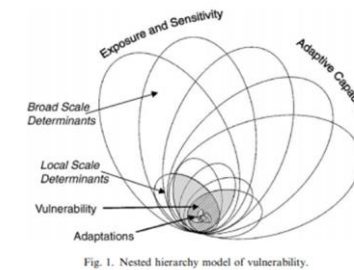 Exposure and Sensitivity
Adaptive Capa
Broad Scale
Determinants
Local Scale
Determinants
Vulnerability
Adaptations
Fig. 1. Nested hierarchy model of vulnerability.